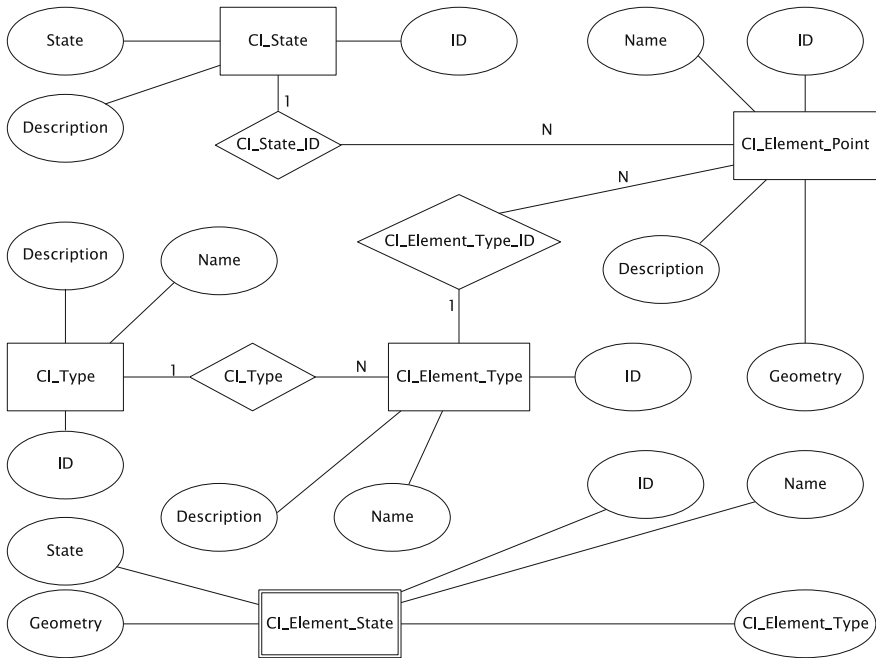 State
CI_State
ID
Name
ID
Description
1
CI_State_ID
N
CI_Element_Point
N
CI_Element_Type_ID
Description
Name
Description
1
CI_Type
1
CI_Type
N
CI_Element_Type
ID
Geometry
ID
Description
Name
ID
Name
State
Geometry
CI_Element_State
CI_Element_Type